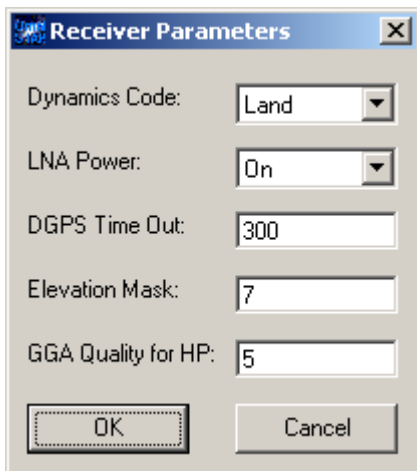 Receiver Parameters
Dynamics Code: Land
LNA Power: On
DGPS Time Out: 300
Elevation Mask: 7
GGA Quality for HP: 5
OK Cancel